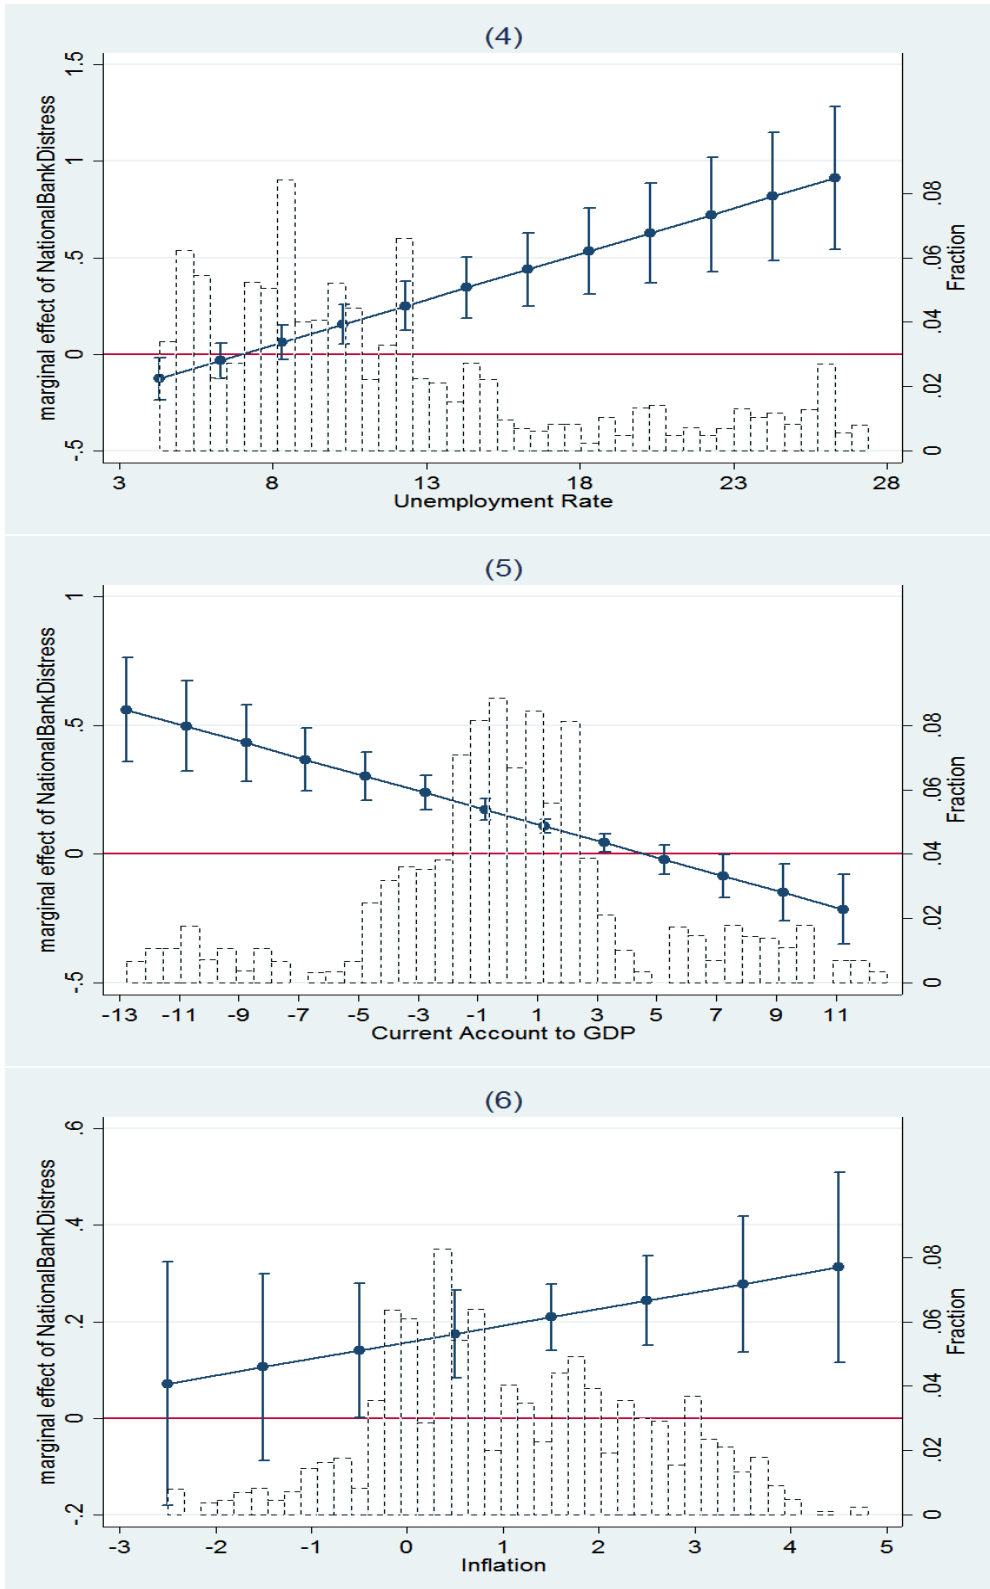 (4)
marginal effect of NationalBankDistress
1.5
1
.5
0
-.5
.08
.06
.04
.02
0
Fraction
3 8 13 18 23 28
Unemployment Rate
(5)
marginal effect of NationalBankDistress
1
.5
0
-.5
.08
.06
.04
.02
0
Fraction
-13 -11 -9 -7 -5 -3 -1 1 3 5 7 9 11
Current Account to GDP
(6)
marginal effect of NationalBankDistress
.6
.4
.2
0
-.2
.08
.06
.04
.02
0
Fraction
-3 -2 -1 0 1 2 3 4 5
Inflation